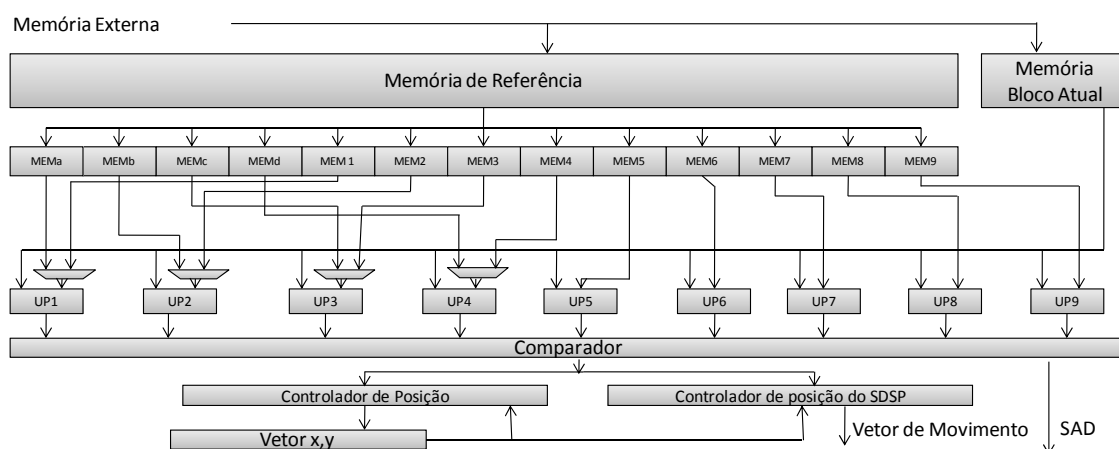 Memória Externa
Memória de Referência
Memória
Bloco Atual
MEMa MEMb MEMc MEMd MEM 1 MEM2 MEM3 MEM4 MEM5 MEM6 MEM7 MEM8 MEM9
UP1 UP2 UP3 UP4 UP5 UP6 UP7 UP8 UP9
Comparador
Controlador de Posição
Controlador de posição do SDSP
Vetor x,y
Vetor de Movimento
SAD